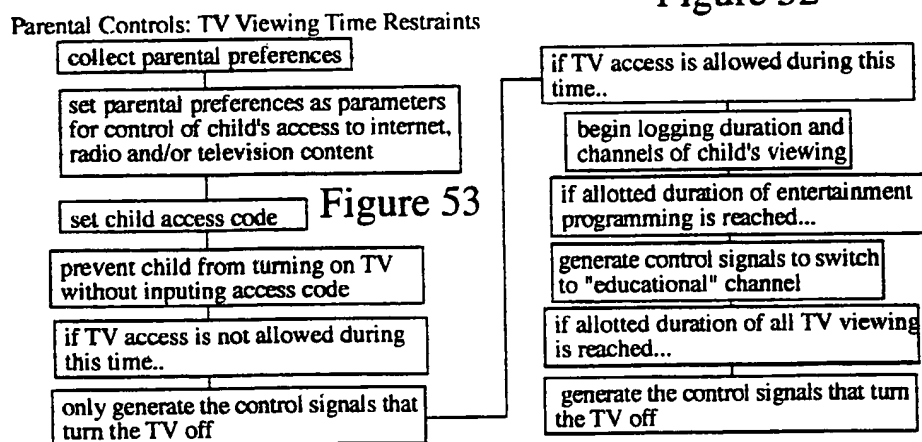 Figure 52
Parental Controls: TV Viewing Time Restraints
collect parental preferences
set parental preferences as parameters
for control of child's access to internet,
radio and/or television content
Figure 53
set child access code
prevent child from turning on TV
without inputing access code
if TV access is not allowed during
this time..
only generate the control signals that
turn the TV off
if TV access is allowed during this
time..
begin logging duration and
channels of child's viewing
if allotted duration of entertainment
programming is reached...
generate control signals to switch
to "educational" channel
if allotted duration of all TV viewing
is reached...
generate the control signals that turn
the TV off